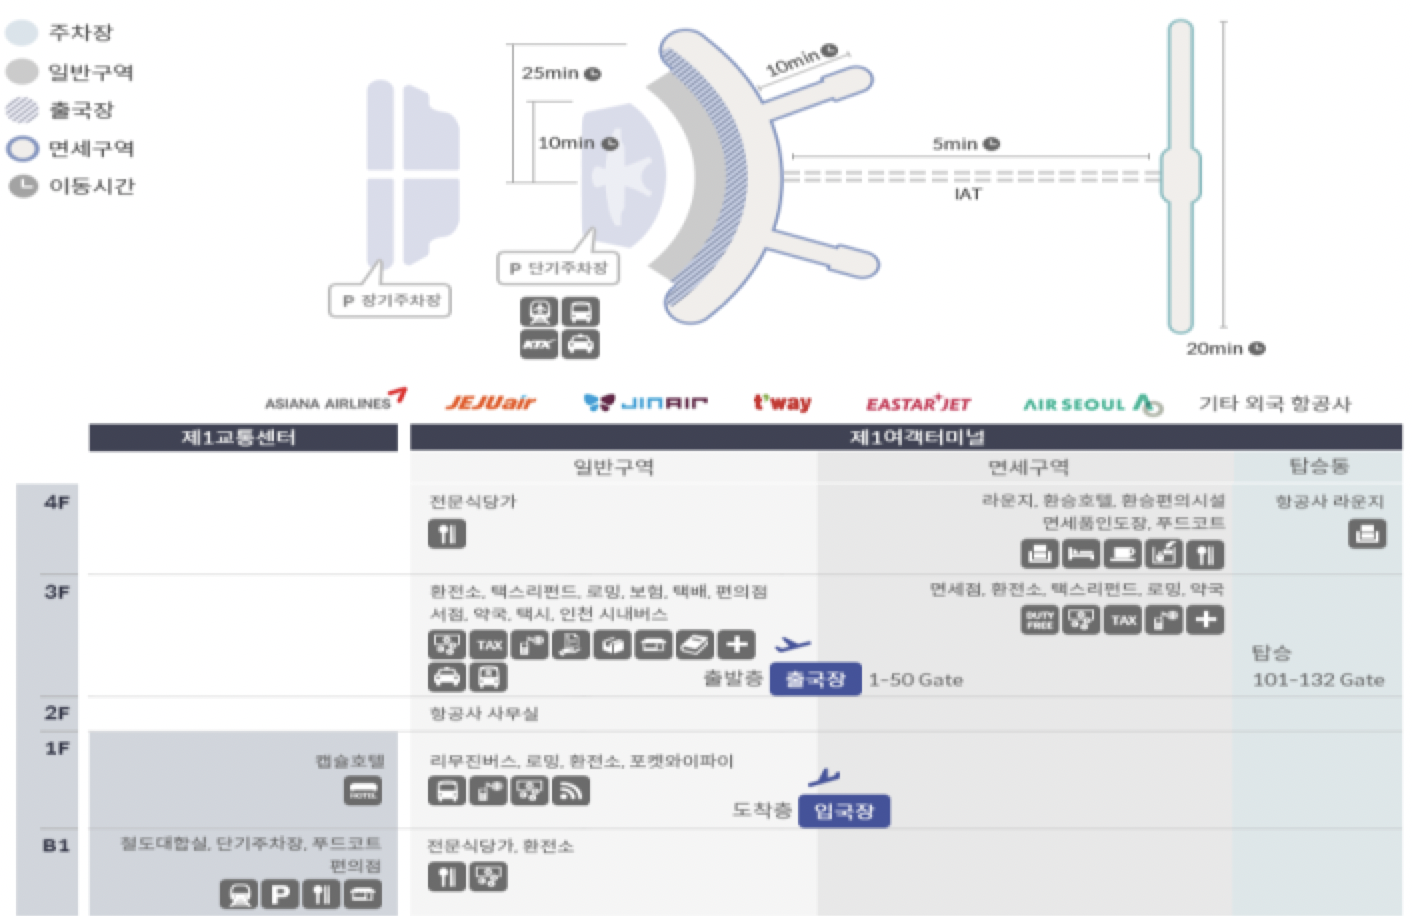 주차장
일반구역
출국장
면세구역
이동시간
25min
10min
10min
5min
IAT
P 단기주차장
P 장기주차장
KTX
20min
ASIANA AIRLINES
JEJUair
JINAIR
t'way
EASTAR JET
AIR SEOUL
기타 외국 항공사
제1교통센터
제1여객터미널
일반구역
면세구역
탑승동
4F
전문식당가
라운지, 환승호텔, 환승편의시설
면세품인도장, 푸드코트
항공사 라운지
3F
환전소, 택스리펀드, 로밍, 보험, 택배, 편의점
서점, 약국, 택시, 인천 시내버스
TAX
출발층
출국장
1-50 Gate
면세점, 환전소, 택스리펀드, 로밍, 약국
DUTY FREE
TAX
탑승
101-132 Gate
2F
항공사 사무실
1F
캡슐호텔
HOTEL
리무진버스, 로밍, 환전소, 포켓와이파이
도착층
입국장
B1
철도대합실, 단기주차장, 푸드코트
편의점
P
전문식당가, 환전소